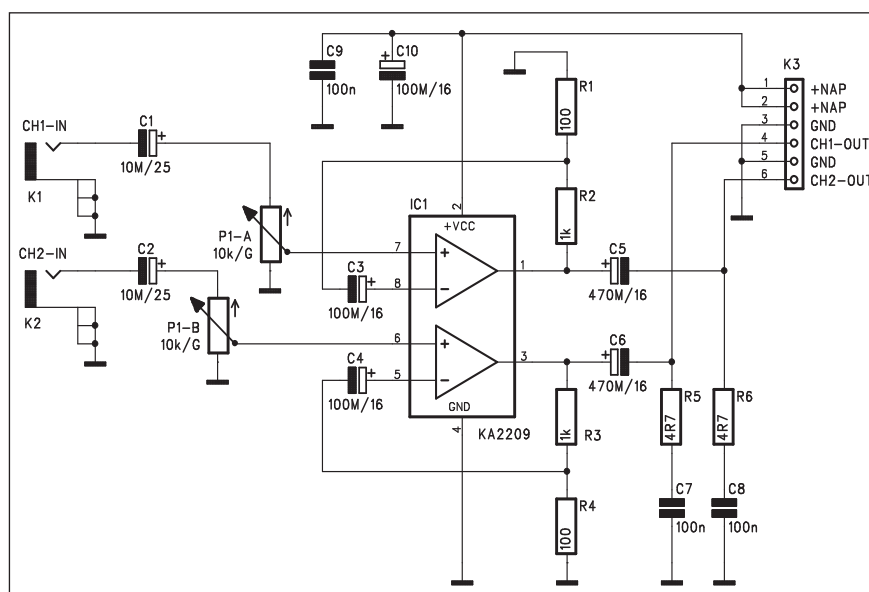 C9
100n
C10
+
100M/16
R1
100
K3
1 +NAP
2 +NAP
3 GND
4 CH1-OUT
5 GND
6 CH2-OUT
CH1-IN
K1
C1
+
10M/25
R2
1k
IC1
2
+VCC
P1-A
10k/G
7
+
CH2-IN
K2
C2
+
10M/25
C3
+
100M/16
8
-
1
C5
+
470M/16
P1-B
10k/G
6
+
C4
+
100M/16
5
-
3
C6
+
470M/16
GND
4
KA2209
R3
1k
R5
4R7
R6
4R7
R4
100
C7
100n
C8
100n